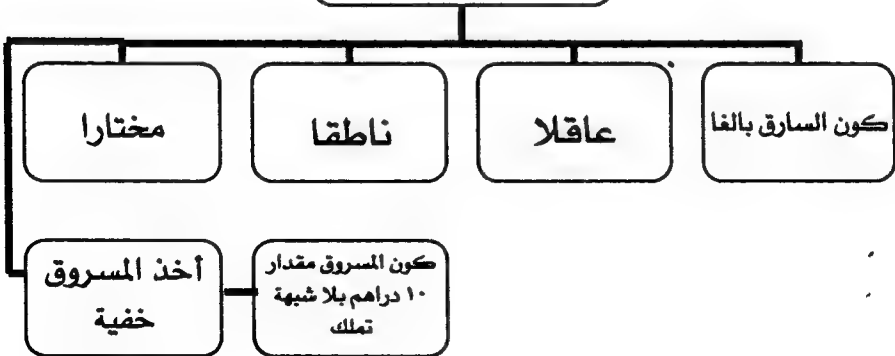 كون السارق بالغا
عاقلا
ناطقا
مختارا
أخذ المسروق
خفية
كون المسروق مقدار
١٠ دراهم بلا شبهة
تملك